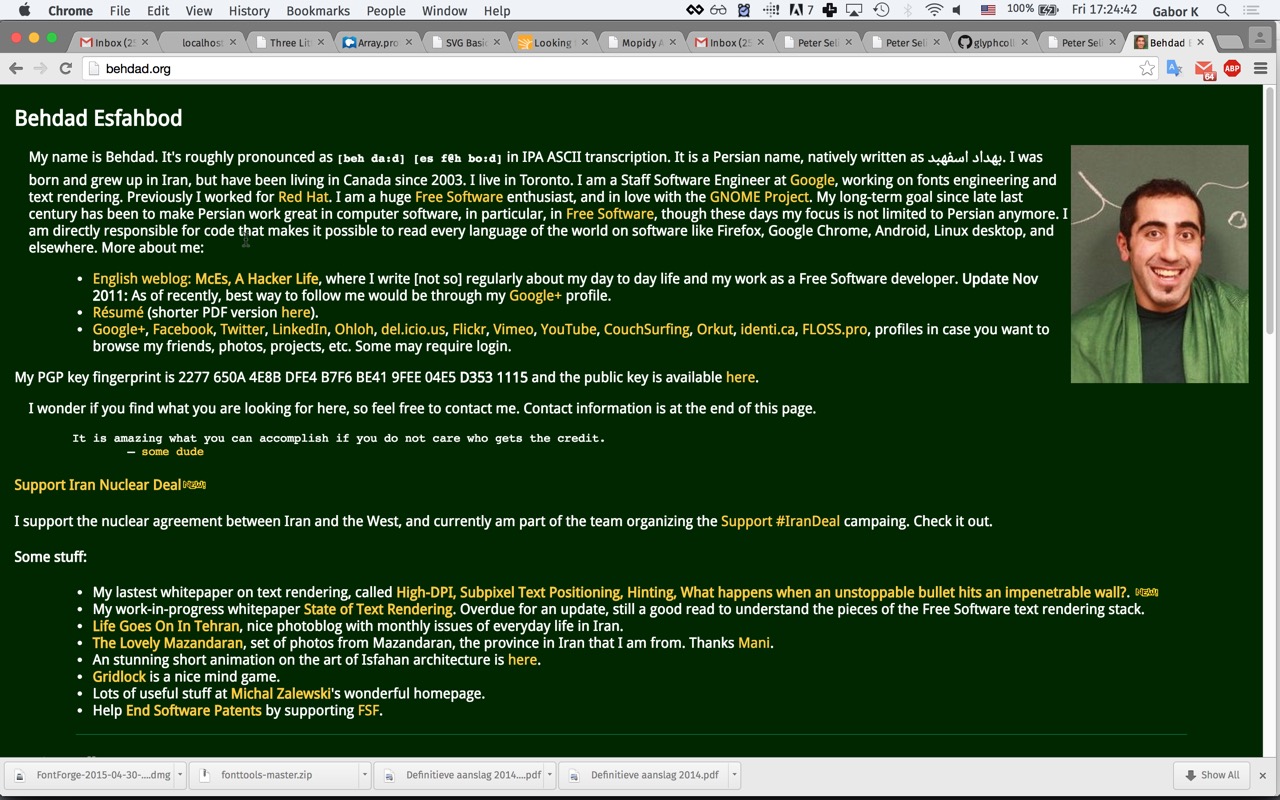 Chrome File Edit View History Bookmarks People Window Help 7 100% Fri 17:24:42 Gabor K
Inbox (25 localhost Three Litt Array.pro SVG Basic Looking Mopidy A Inbox (25 Peter Seli Peter Seli glyphcoll Peter Seli Behdad E
behdad.org 64 ABP
Behdad Esfahbod
My name is Behdad. It's roughly pronounced as [beh da:d] [es f@h bo:d] in IPA ASCII transcription. It is a Persian name, natively written as بهداد اسفهبد. I was
born and grew up in Iran, but have been living in Canada since 2003. I live in Toronto. I am a Staff Software Engineer at Google, working on fonts engineering and
text rendering. Previously I worked for Red Hat. I am a huge Free Software enthusiast, and in love with the GNOME Project. My long-term goal since late last
century has been to make Persian work great in computer software, in particular, in Free Software, though these days my focus is not limited to Persian anymore. I
am directly responsible for code that makes it possible to read every language of the world on software like Firefox, Google Chrome, Android, Linux desktop, and
elsewhere. More about me:
• English weblog: McEs, A Hacker Life, where I write [not so] regularly about my day to day life and my work as a Free Software developer. Update Nov
2011: As of recently, best way to follow me would be through my Google+ profile.
• Résumé (shorter PDF version here).
• Google+, Facebook, Twitter, LinkedIn, Ohloh, del.icio.us, Flickr, Vimeo, YouTube, CouchSurfing, Orkut, identi.ca, FLOSS.pro, profiles in case you want to
browse my friends, photos, projects, etc. Some may require login.
My PGP key fingerprint is 2277 650A 4E8B DFE4 B7F6 BE41 9FEE 04E5 D353 1115 and the public key is available here.
I wonder if you find what you are looking for here, so feel free to contact me. Contact information is at the end of this page.
It is amazing what you can accomplish if you do not care who gets the credit.
— some dude
Support Iran Nuclear Deal NEW!
I support the nuclear agreement between Iran and the West, and currently am part of the team organizing the Support #IranDeal campaing. Check it out.
Some stuff:
• My lastest whitepaper on text rendering, called High-DPI, Subpixel Text Positioning, Hinting, What happens when an unstoppable bullet hits an impenetrable wall?. NEW!
• My work-in-progress whitepaper State of Text Rendering. Overdue for an update, still a good read to understand the pieces of the Free Software text rendering stack.
• Life Goes On In Tehran, nice photoblog with monthly issues of everyday life in Iran.
• The Lovely Mazandaran, set of photos from Mazandaran, the province in Iran that I am from. Thanks Mani.
• An stunning short animation on the art of Isfahan architecture is here.
• Gridlock is a nice mind game.
• Lots of useful stuff at Michal Zalewski's wonderful homepage.
• Help End Software Patents by supporting FSF.
FontForge-2015-04-30-....dmg fonttools-master.zip Definitieve aanslag 2014....pdf Definitieve aanslag 2014.pdf Show All